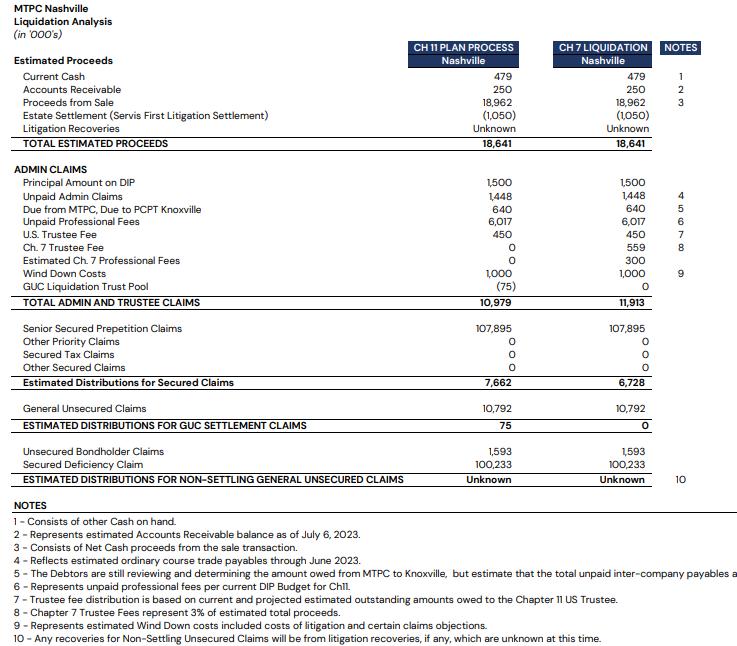 MTPC Nashville
Liquidation Analysis
(in '000's)
CH 11 PLAN PROCESS CH 7 LIQUIDATION NOTES
Estimated Proceeds Nashville Nashville
Current Cash 479 479 1
Accounts Receivable 250 250 2
Proceeds from Sale 18,962 18,962 3
Estate Settlement (Servis First Litigation Settlement) (1,050) (1,050)
Litigation Recoveries Unknown Unknown
TOTAL ESTIMATED PROCEEDS 18,641 18,641
ADMIN CLAIMS
Principal Amount on DIP 1,500 1,500
Unpaid Admin Claims 1,448 1,448 4
Due from MTPC, Due to PCPT Knoxville 640 640 5
Unpaid Professional Fees 6,017 6,017 6
U.S. Trustee Fee 450 450 7
Ch. 7 Trustee Fee 0 559 8
Estimated Ch. 7 Professional Fees 0 300
Wind Down Costs 1,000 1,000 9
GUC Liquidation Trust Pool (75) 0
TOTAL ADMIN AND TRUSTEE CLAIMS 10,979 11,913
Senior Secured Prepetition Claims 107,895 107,895
Other Priority Claims 0 0
Secured Tax Claims 0 0
Other Secured Claims 0 0
Estimated Distributions for Secured Claims 7,662 6,728
General Unsecured Claims 10,792 10,792
ESTIMATED DISTRIBUTIONS FOR GUC SETTLEMENT CLAIMS 75 0
Unsecured Bondholder Claims 1,593 1,593
Secured Deficiency Claim 100,233 100,233
ESTIMATED DISTRIBUTIONS FOR NON-SETTLING GENERAL UNSECURED CLAIMS Unknown Unknown 10
NOTES
1 - Consists of other Cash on hand.
2 - Represents estimated Accounts Receivable balance as of July 6, 2023.
3 - Consists of Net Cash proceeds from the sale transaction.
4 - Reflects estimated ordinary course trade payables through June 2023.
5 - The Debtors are still reviewing and determining the amount owed from MTPC to Knoxville, but estimate that the total unpaid inter-company payables a
6 - Represents unpaid professional fees per current DIP Budget for Ch11.
7 - Trustee fee distribution is based on current and projected estimated outstanding amounts owed to the Chapter 11 US Trustee.
8 - Chapter 7 Trustee Fees represent 3% of estimated total proceeds.
9 - Represents estimated Wind Down costs included costs of litigation and certain claims objections.
10 - Any recoveries for Non-Settling Unsecured Claims will be from litigation recoveries, if any, which are unknown at this time.